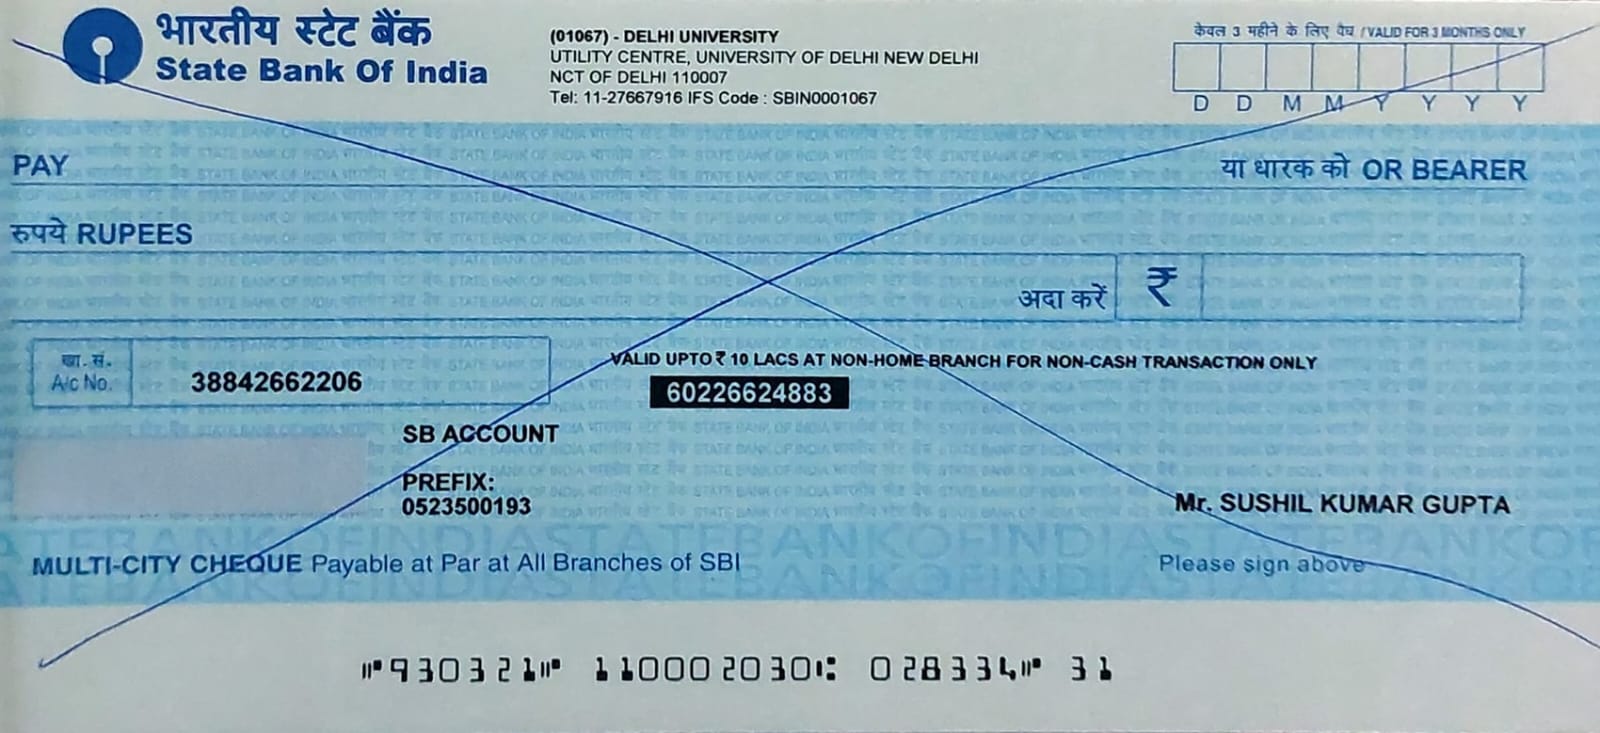 भारतीय स्टेट बैंक
State Bank Of India
(01067) - DELHI UNIVERSITY
UTILITY CENTRE, UNIVERSITY OF DELHI NEW DELHI
NCT OF DELHI 110007
Tel: 11-27667916 IFS Code : SBIN0001067
केवल 3 महीने के लिए वैध / VALID FOR 3 MONTHS ONLY
D D M M Y Y Y Y
PAY
या धारक को OR BEARER
रुपये RUPEES
अदा करें ₹
खा. सं.
A/c No. 38842662206
VALID UPTO ₹ 10 LACS AT NON-HOME BRANCH FOR NON-CASH TRANSACTION ONLY
60226624883
SB ACCOUNT
PREFIX:
0523500193
Mr. SUSHIL KUMAR GUPTA
MULTI-CITY CHEQUE Payable at Par at All Branches of SBI
Please sign above
⑈930321⑈ 110002030⑆ 028334⑈ 31